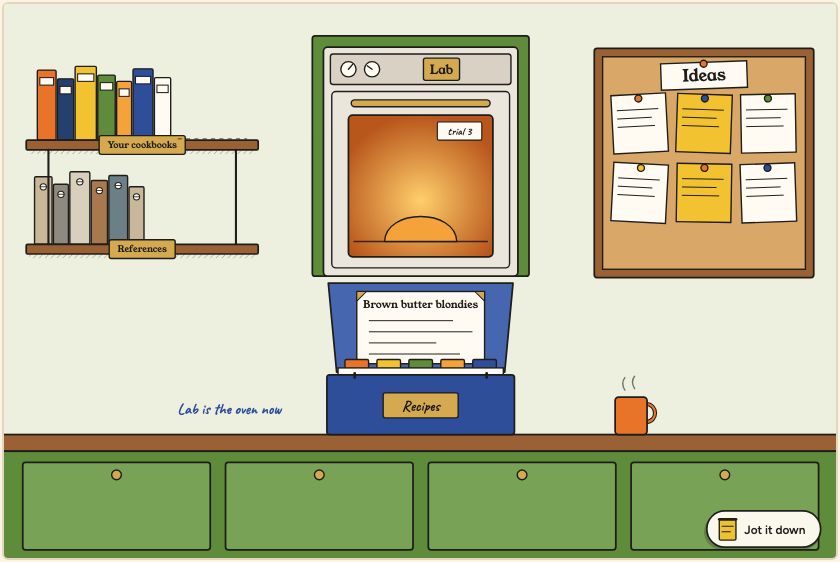 Lab
Ideas
trial 3
Your cookbooks
References
Brown butter blondies
Recipes
Lab is the oven now
Jot it down